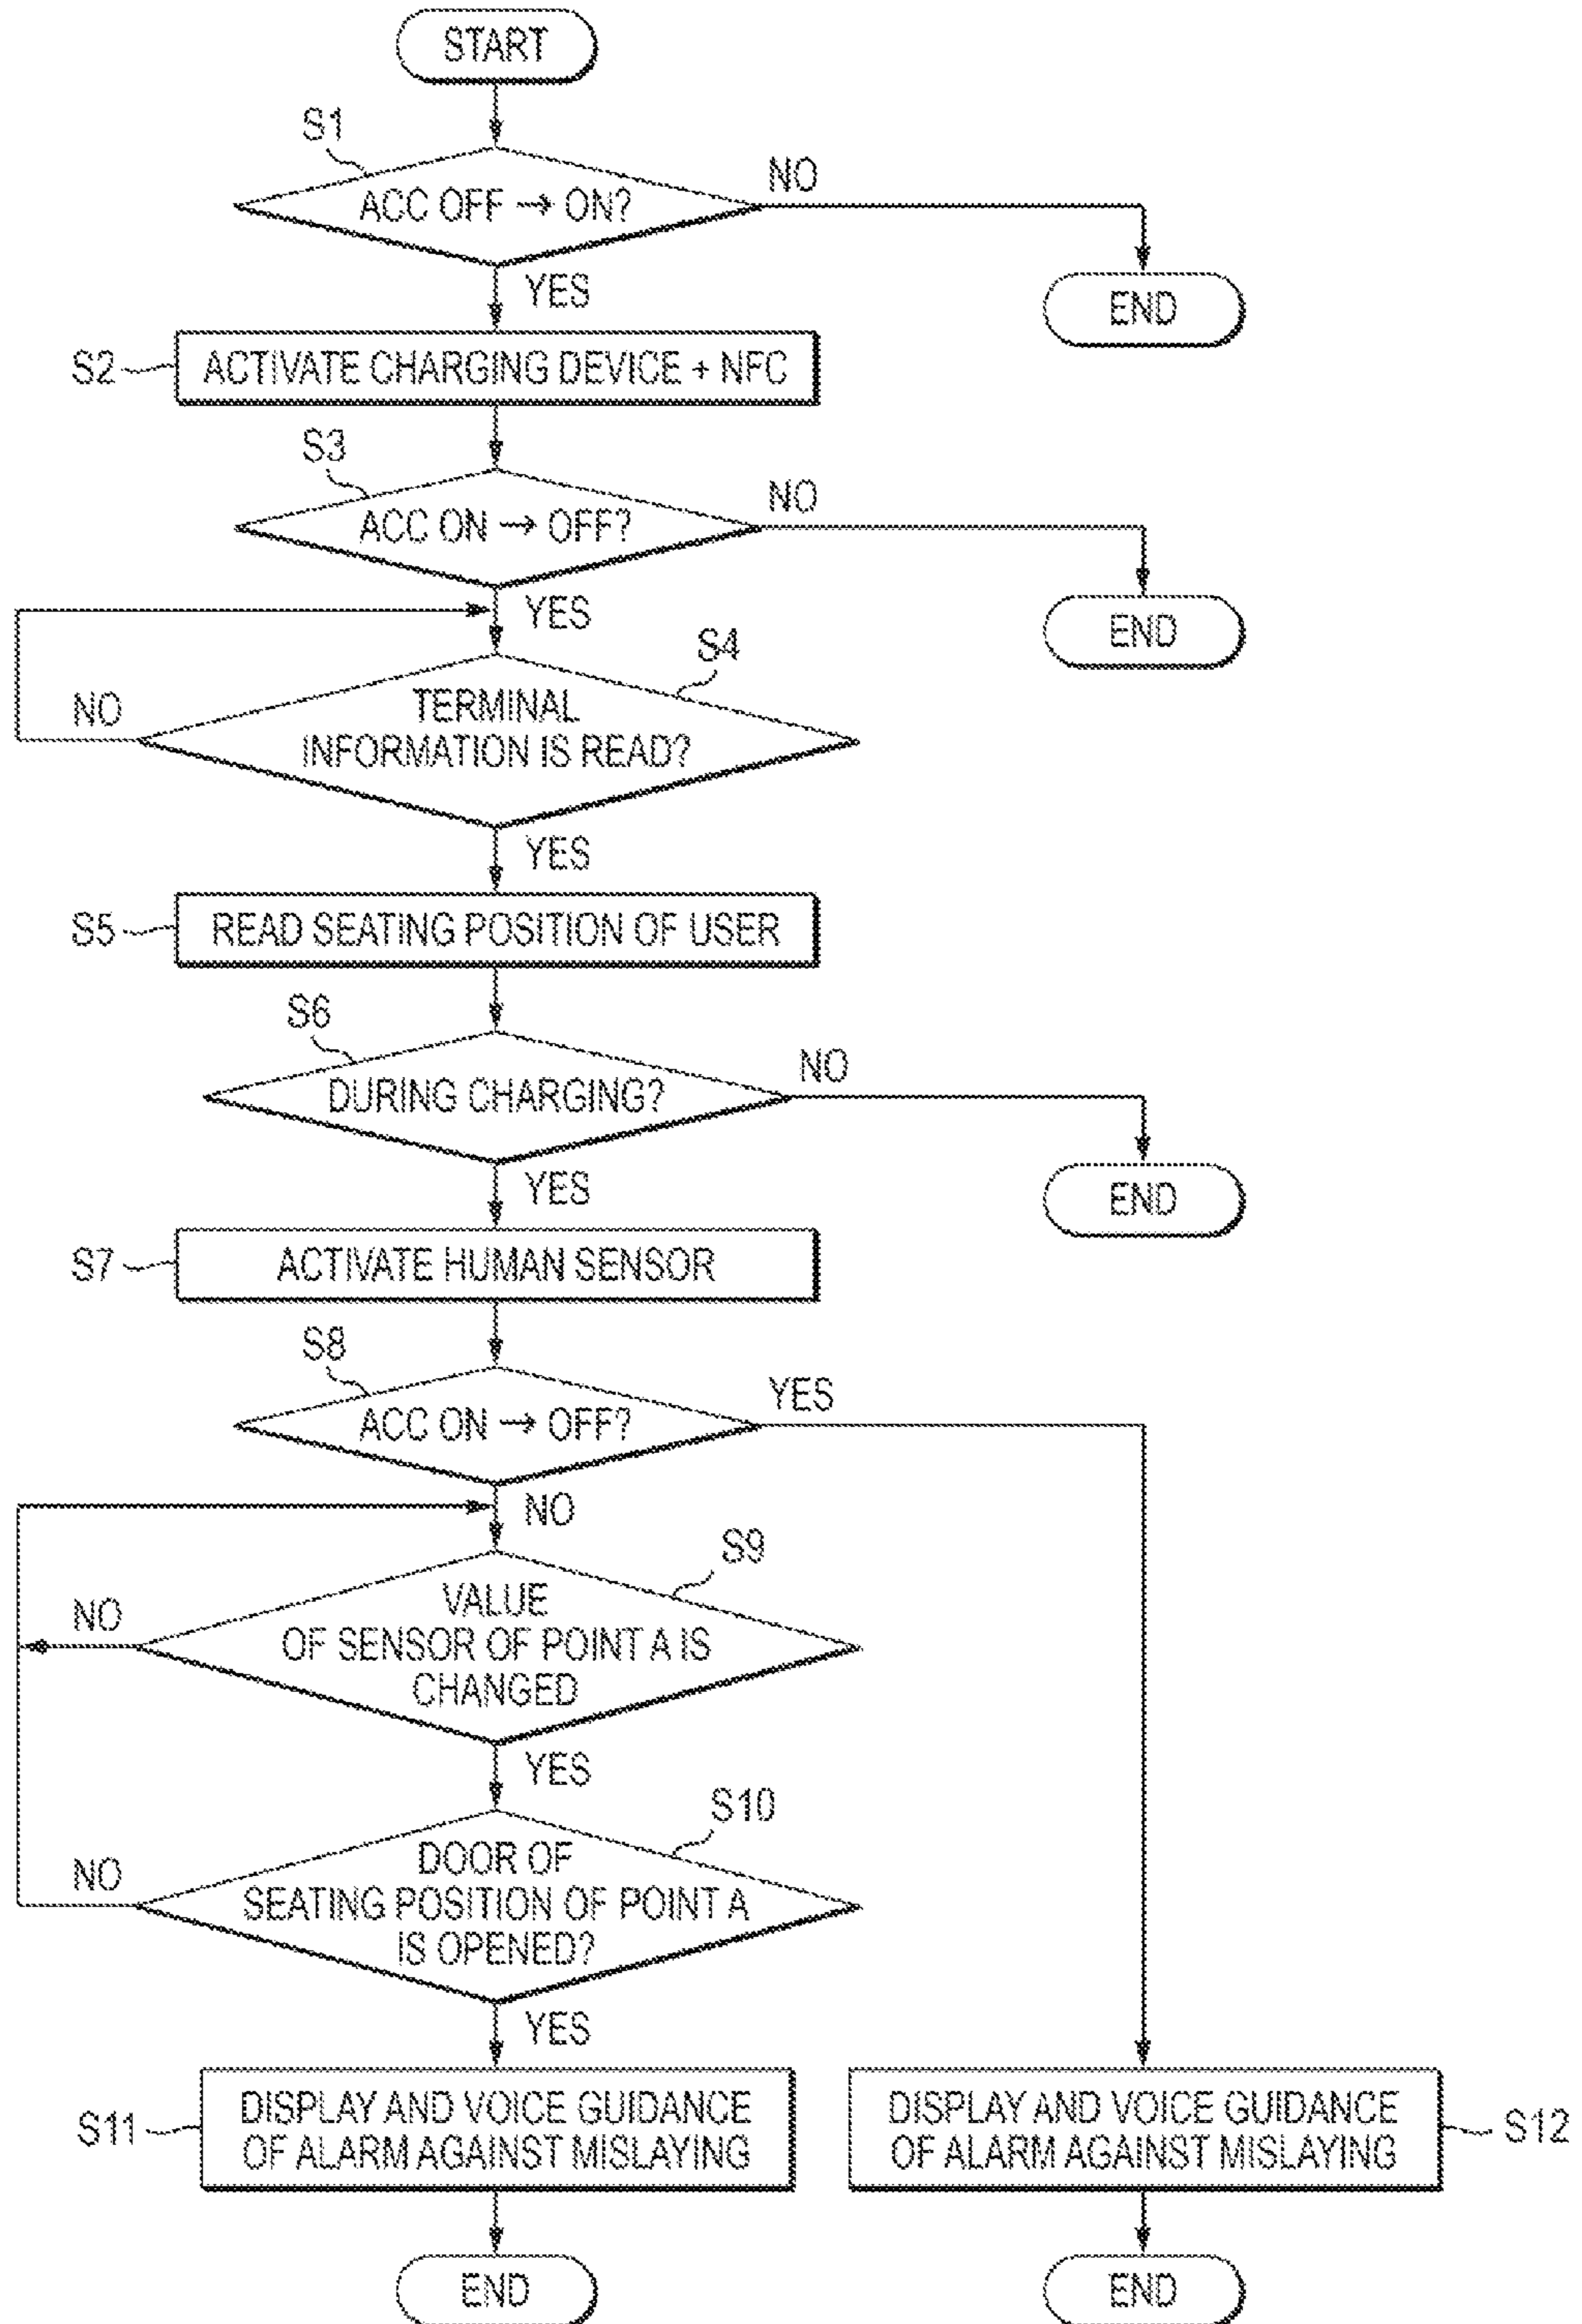 START
S1
ACC OFF → ON?
NO
END
YES
S2
ACTIVATE CHARGING DEVICE + NFC
S3
ACC ON → OFF?
NO
END
YES
S4
TERMINAL
INFORMATION IS READ?
NO
YES
S5
READ SEATING POSITION OF USER
S6
DURING CHARGING?
NO
END
YES
S7
ACTIVATE HUMAN SENSOR
S8
ACC ON → OFF?
YES
NO
S9
VALUE
OF SENSOR OF POINT A IS
CHANGED
NO
YES
S10
DOOR OF
SEATING POSITION OF POINT A
IS OPENED?
NO
YES
S11
DISPLAY AND VOICE GUIDANCE
OF ALARM AGAINST MISLAYING
DISPLAY AND VOICE GUIDANCE
OF ALARM AGAINST MISLAYING
S12
END
END